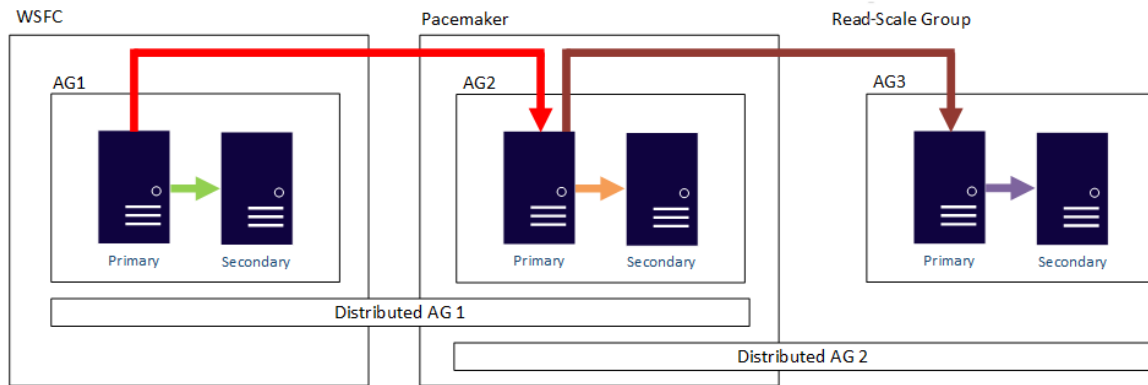 WSFC
Pacemaker
Read-Scale Group
AG1
AG2
AG3
Primary
Secondary
Primary
Secondary
Primary
Secondary
Distributed AG 1
Distributed AG 2